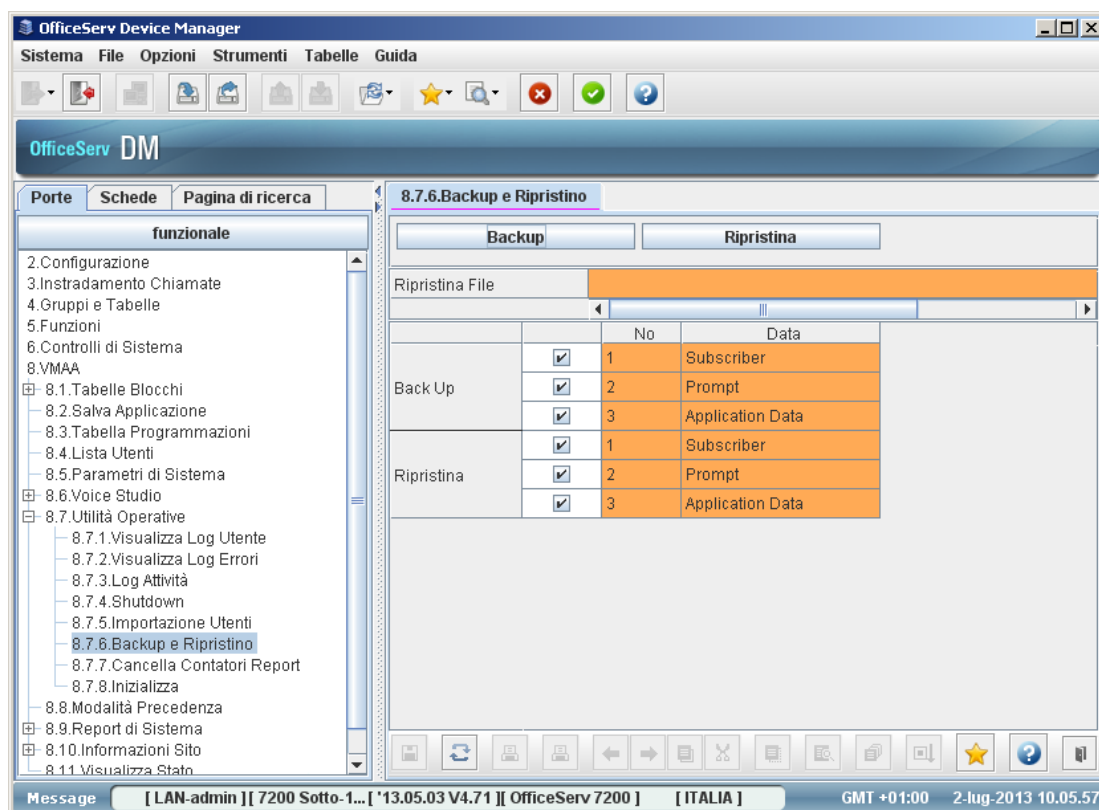 OfficeServ Device Manager
Sistema File Opzioni Strumenti Tabelle Guida
OfficeServ DM
Porte Schede Pagina di ricerca
funzionale
2.Configurazione
3.Instradamento Chiamate
4.Gruppi e Tabelle
5.Funzioni
6.Controlli di Sistema
8.VMAA
8.1.Tabelle Blocchi
8.2.Salva Applicazione
8.3.Tabella Programmazioni
8.4.Lista Utenti
8.5.Parametri di Sistema
8.6.Voice Studio
8.7.Utilità Operative
8.7.1.Visualizza Log Utente
8.7.2.Visualizza Log Errori
8.7.3.Log Attività
8.7.4.Shutdown
8.7.5.Importazione Utenti
8.7.6.Backup e Ripristino
8.7.7.Cancella Contatori Report
8.7.8.Inizializza
8.8.Modalità Precedenza
8.9.Report di Sistema
8.10.Informazioni Sito
8.11.Visualizza Stato
8.7.6.Backup e Ripristino
Backup Ripristina
Ripristina File
No Data
Back Up
1 Subscriber
2 Prompt
3 Application Data
Ripristina
1 Subscriber
2 Prompt
3 Application Data
Message [ LAN-admin ][ 7200 Sotto-1... [ '13.05.03 V4.71 ][ OfficeServ 7200 ] [ ITALIA ] GMT +01:00 2-lug-2013 10.05.57